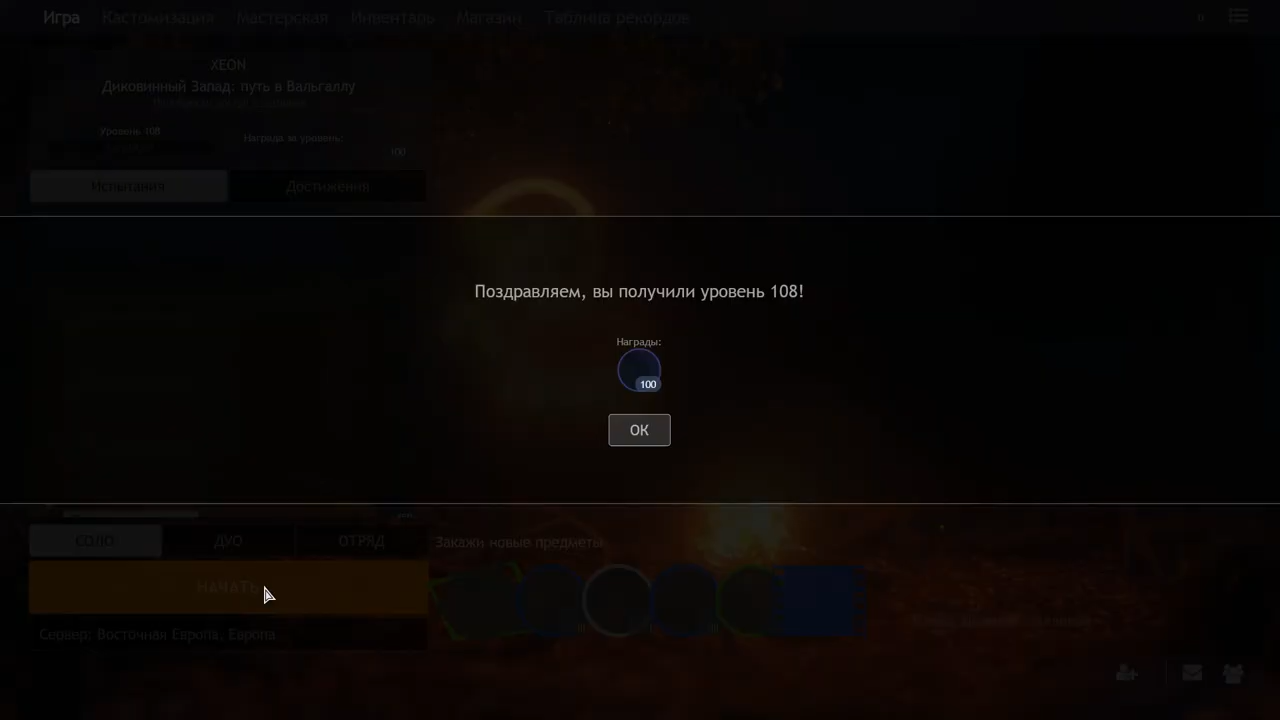 Игра Кастомизация Мастерская Инвентарь Магазин Таблица рекордов 0
XEON
Диковинный Запад: путь в Вальгаллу
Уровень 108
Награда за уровень:
100
Испытания Достижения
Поздравляем, вы получили уровень 108!
Награды:
100
ОК
СОЛО ДУО ОТРЯД
Закажи новые предметы
НАЧАТЬ
Сервер: Восточная Европа, Европа